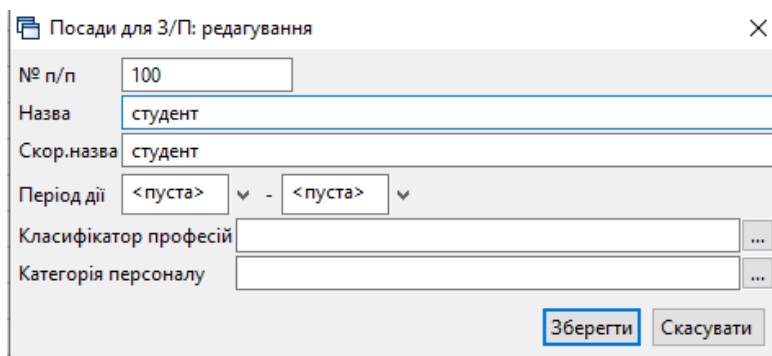 Посади для З/П: редагування
№ п/п 100
Назва студент
Скор.назва студент
Період дії <пуста> - <пуста>
Класифікатор професій ...
Категорія персоналу ...
Зберегти Скасувати